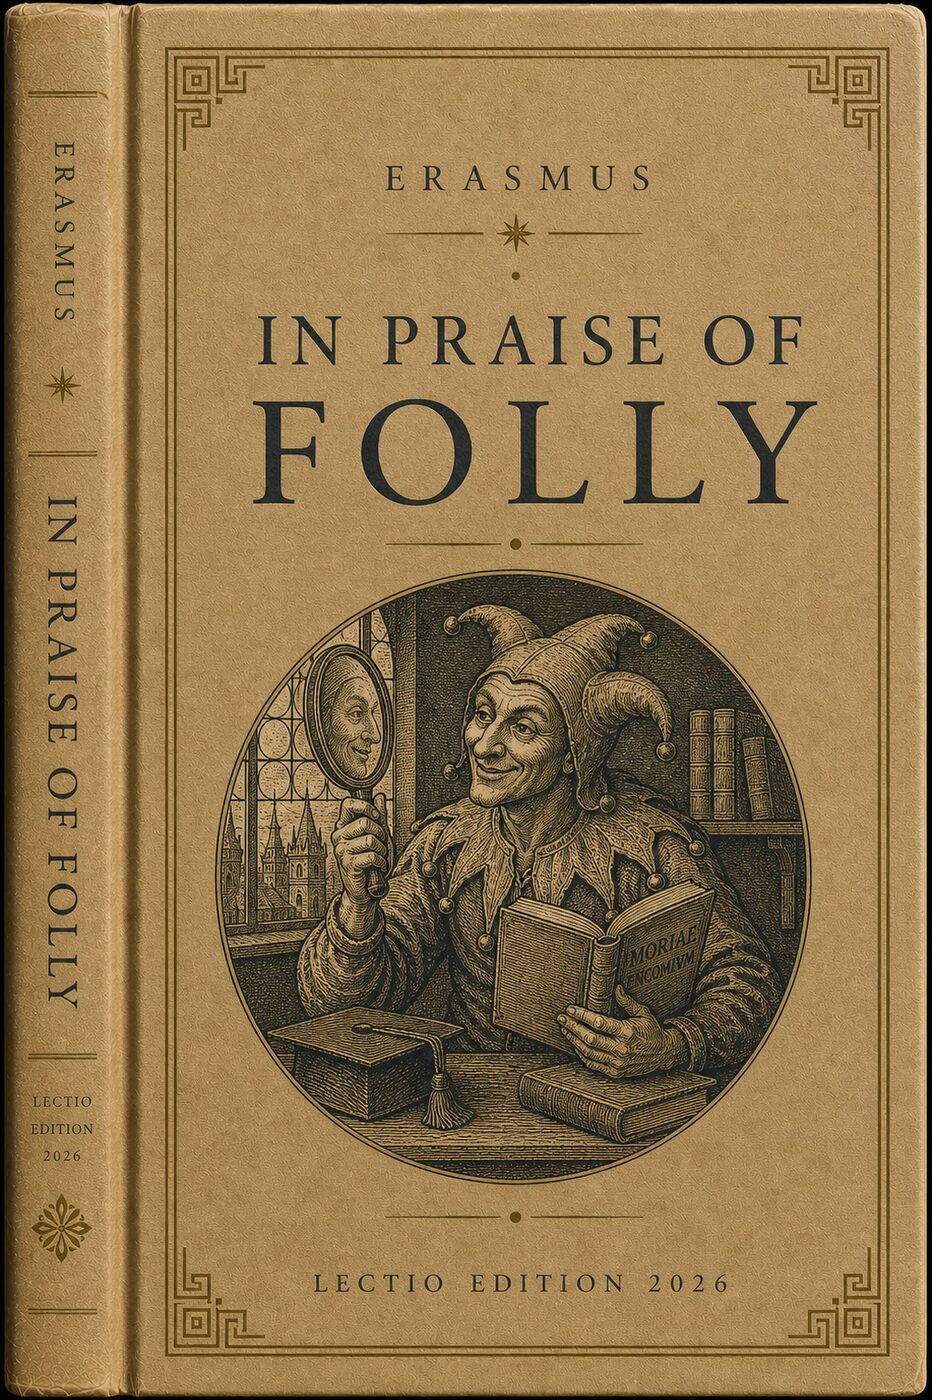 ERASMUS
IN PRAISE OF FOLLY
LECTIO
EDITION
2026
ERASMUS
IN PRAISE OF
FOLLY
MORIAE
ENCOMIVM
LECTIO EDITION 2026